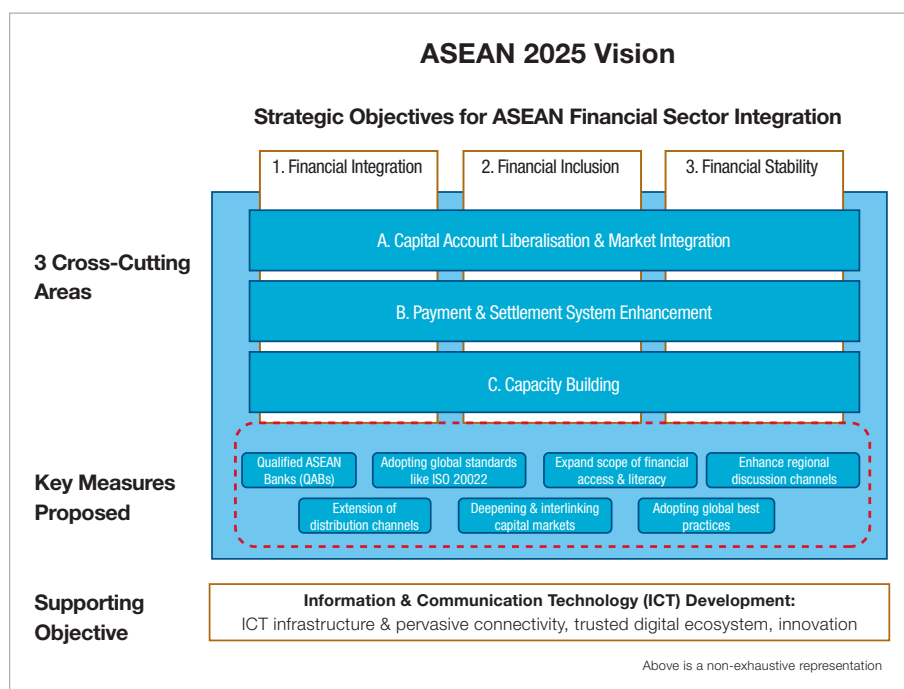 ASEAN 2025 Vision
Strategic Objectives for ASEAN Financial Sector Integration
1. Financial Integration
2. Financial Inclusion
3. Financial Stability
3 Cross-Cutting
Areas
A. Capital Account Liberalisation & Market Integration
B. Payment & Settlement System Enhancement
C. Capacity Building
Key Measures
Proposed
Qualified ASEAN
Banks (QABs)
Adopting global standards
like ISO 20022
Expand scope of financial
access & literacy
Enhance regional
discussion channels
Extension of
distribution channels
Deepening & interlinking
capital markets
Adopting global best
practices
Supporting
Objective
Information & Communication Technology (ICT) Development:
ICT infrastructure & pervasive connectivity, trusted digital ecosystem, innovation
Above is a non-exhaustive representation